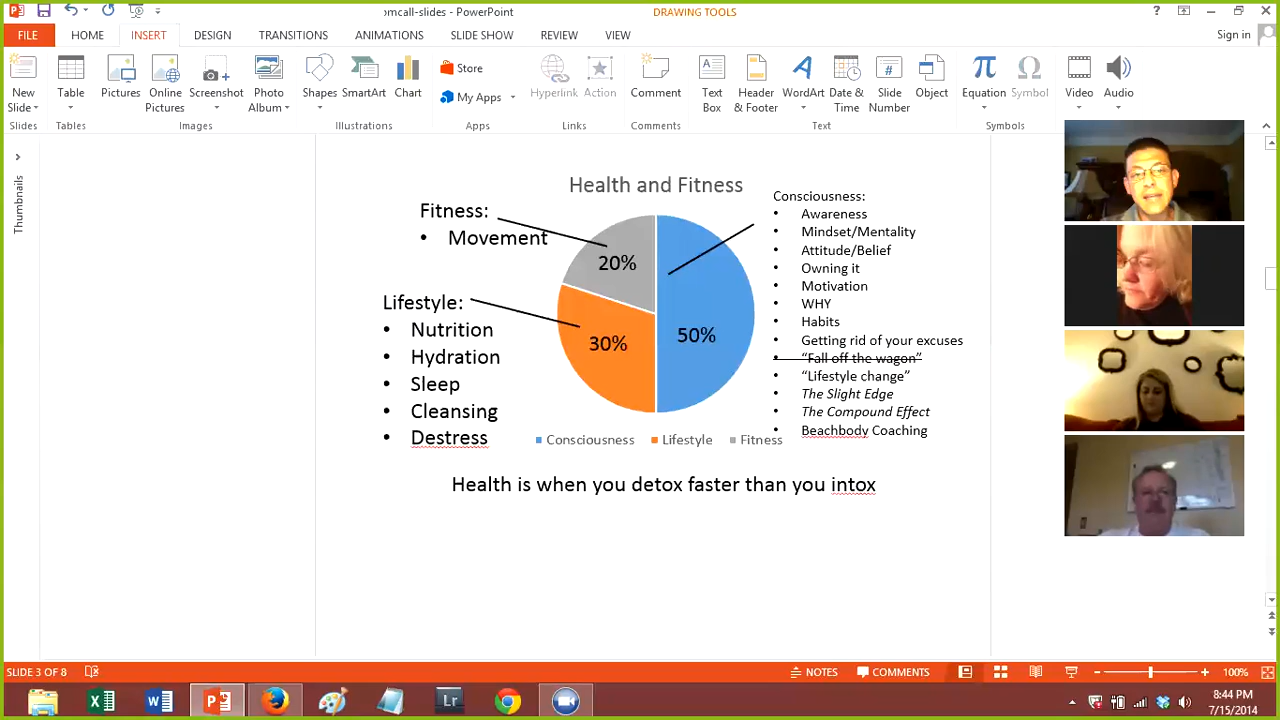 omcall-slides - PowerPoint
DRAWING TOOLS
?
FILE HOME INSERT DESIGN TRANSITIONS ANIMATIONS SLIDE SHOW REVIEW VIEW
Sign in
New Slide
Table
Pictures
Online Pictures
Screenshot
Photo Album
Shapes
SmartArt
Chart
Store
My Apps
Hyperlink
Action
Comment
Text Box
Header & Footer
WordArt
Date & Time
Slide Number
Object
Equation
Symbol
Video
Audio
Slides Tables Images Illustrations Apps Links Comments Text Symbols
Thumbnails
Health and Fitness
Fitness:
• Movement
Lifestyle:
• Nutrition
• Hydration
• Sleep
• Cleansing
• Destress
20%
30%
50%
Consciousness:
• Awareness
• Mindset/Mentality
• Attitude/Belief
• Owning it
• Motivation
• WHY
• Habits
• Getting rid of your excuses
• “Fall off the wagon”
• “Lifestyle change”
• The Slight Edge
• The Compound Effect
• Beachbody Coaching
Consciousness Lifestyle Fitness
Health is when you detox faster than you intox
SLIDE 3 OF 8
NOTES
COMMENTS
100%
Lr
8:44 PM
7/15/2014